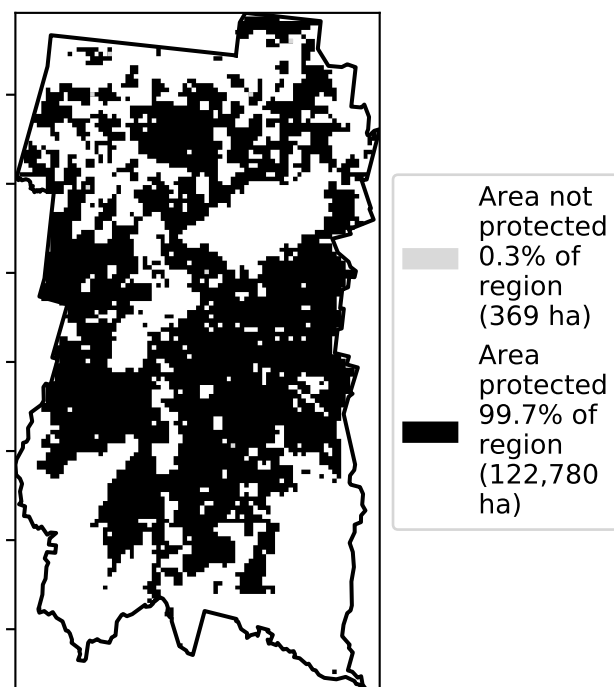 Area not
protected
0.3% of
region
(369 ha)
Area
protected
99.7% of
region
(122,780
ha)